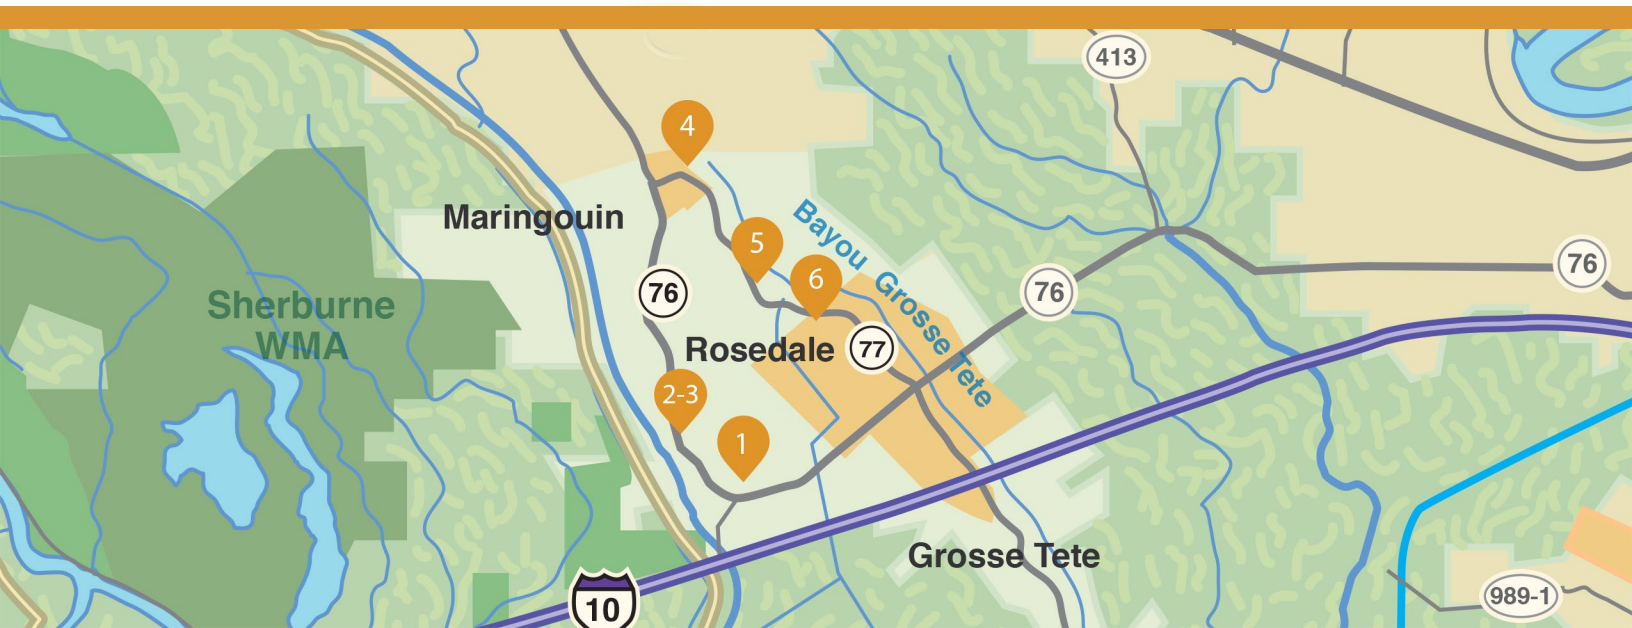 413
4
Maringouin
5
Bayou Grosse Tete
6
76
76
76
Sherburne
WMA
Rosedale
77
2-3
1
Grosse Tete
10
989-1